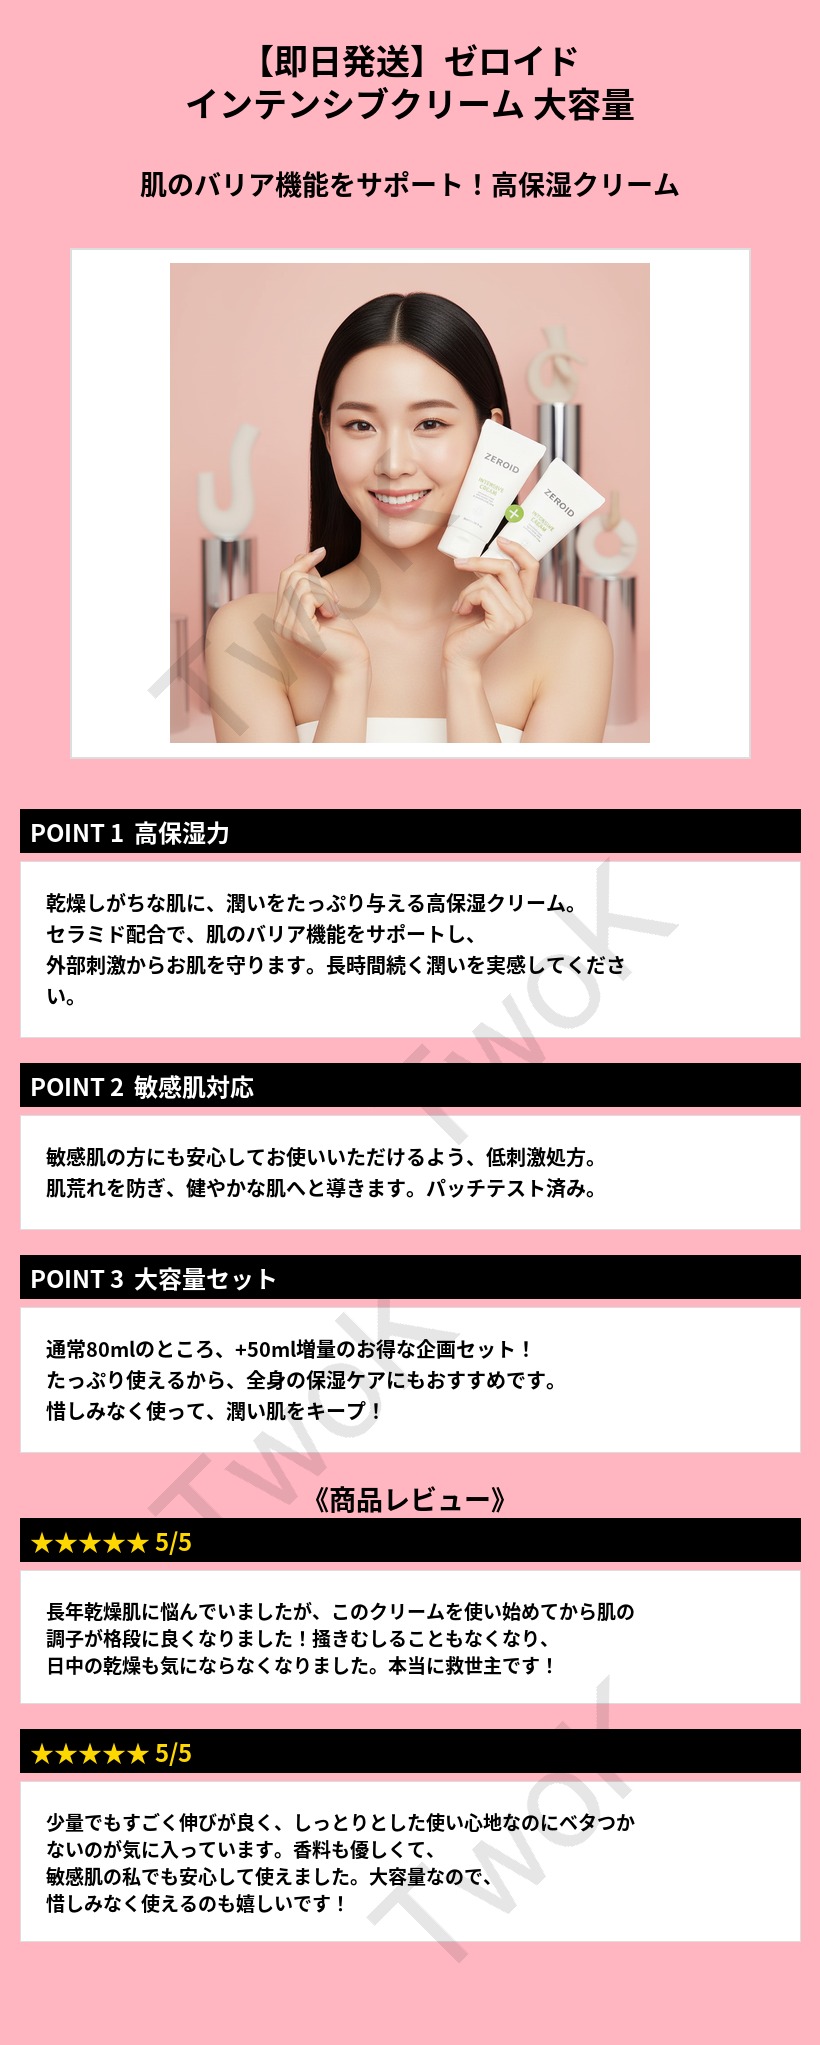 【即日発送】ゼロイド
インテンシブクリーム 大容量
肌のバリア機能をサポート！高保湿クリーム
ZEROID
INTENSIVE
CREAM
ZEROID
INTENSIVE
CREAM
TwoK
POINT 1 高保湿力
乾燥しがちな肌に、潤いをたっぷり与える高保湿クリーム。
セラミド配合で、肌のバリア機能をサポートし、
外部刺激からお肌を守ります。長時間続く潤いを実感してくださ
い。
TwoK
POINT 2 敏感肌対応
敏感肌の方にも安心してお使いいただけるよう、低刺激処方。
肌荒れを防ぎ、健やかな肌へと導きます。パッチテスト済み。
POINT 3 大容量セット
通常80mlのところ、+50ml増量のお得な企画セット！
たっぷり使えるから、全身の保湿ケアにもおすすめです。
惜しみなく使って、潤い肌をキープ！
TwoK
《商品レビュー》
★★★★★ 5/5
長年乾燥肌に悩んでいましたが、このクリームを使い始めてから肌の
調子が格段に良くなりました！掻きむしることもなくなり、
日中の乾燥も気にならなくなりました。本当に救世主です！
★★★★★ 5/5
少量でもすごく伸びが良く、しっとりとした使い心地なのにベタつか
ないのが気に入っています。香料も優しくて、
敏感肌の私でも安心して使えました。大容量なので、
惜しみなく使えるのも嬉しいです！
TwoK